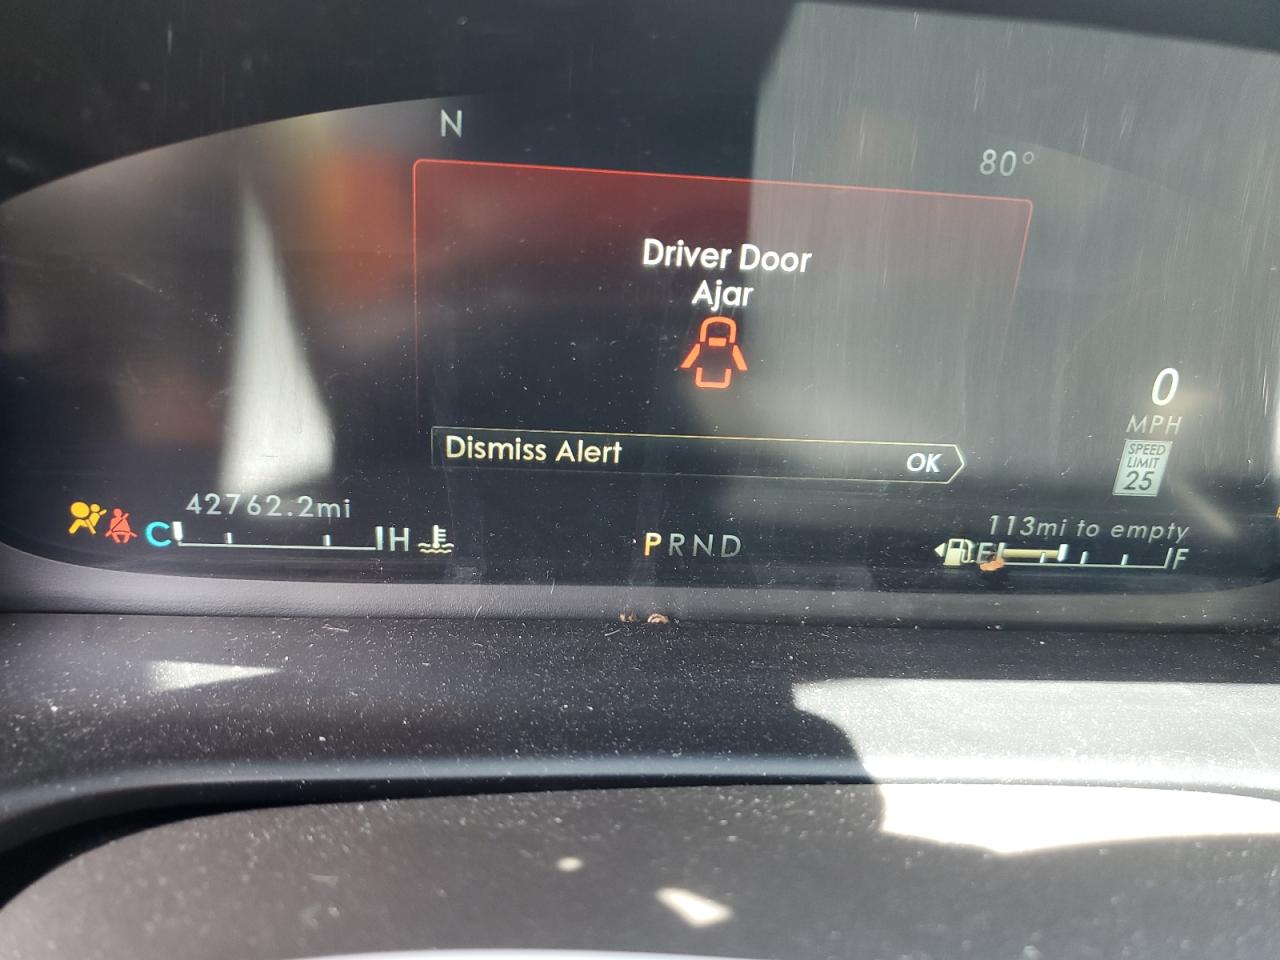 N
80°
Driver Door
Ajar
0
MPH
Dismiss Alert
OK
SPEED
LIMIT
25
42762.2mi
113mi to empty
C H
PRND
E F